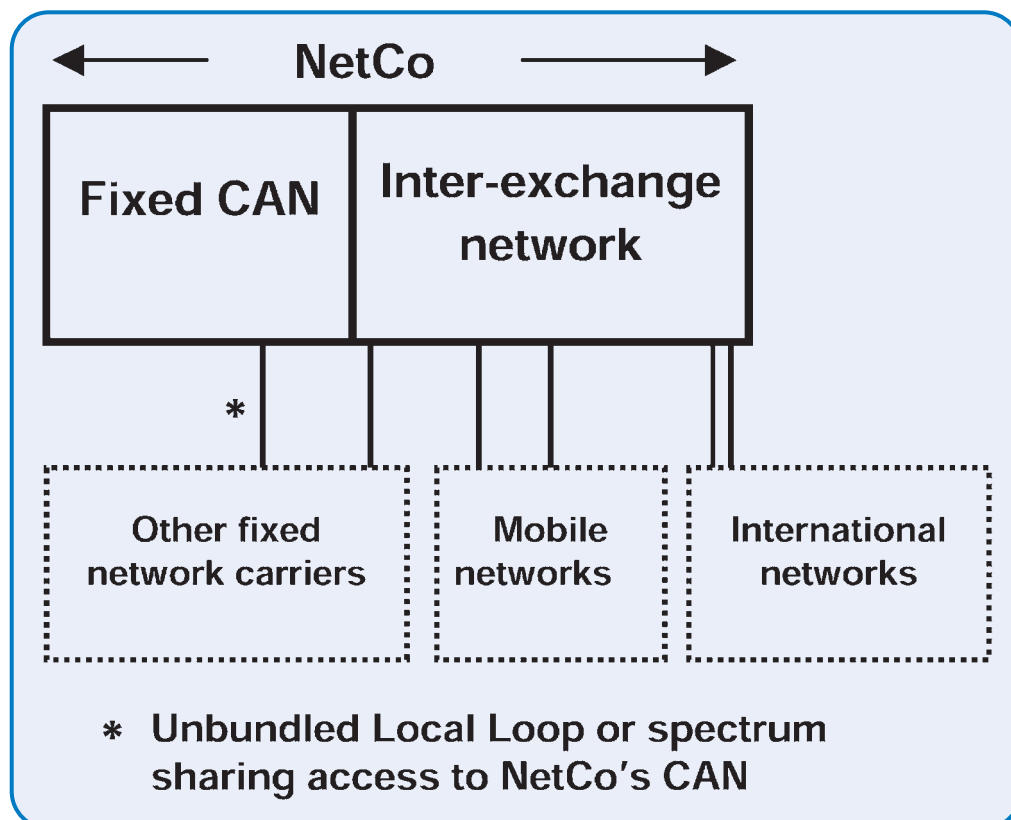 NetCo
Fixed CAN
Inter-exchange
network
*
Other fixed
network carriers
Mobile
networks
International
networks
* Unbundled Local Loop or spectrum
sharing access to NetCo’s CAN